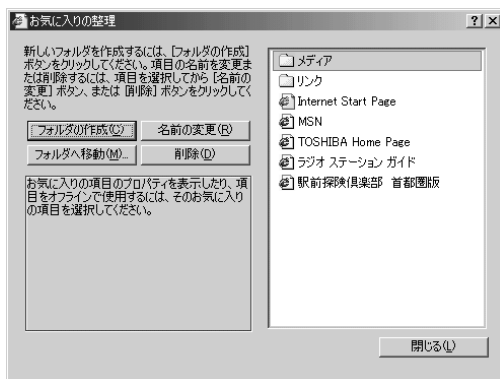 お気に入りの整理
新しいフォルダを作成するには、[フォルダの作成]
ボタンをクリックしてください。項目の名前を変更ま
たは削除するには、項目を選択してから [名前の
変更] ボタン、または [削除] ボタンをクリックしてく
ださい。
フォルダの作成(C)
名前の変更(R)
フォルダへ移動(M)...
削除(D)
お気に入りの項目のプロパティを表示したり、項
目をオフラインで使用するには、そのお気に入り
の項目を選択してください。
メディア
リンク
Internet Start Page
MSN
TOSHIBA Home Page
ラジオ ステーション ガイド
駅前探険倶楽部 首都圏版
閉じる(L)